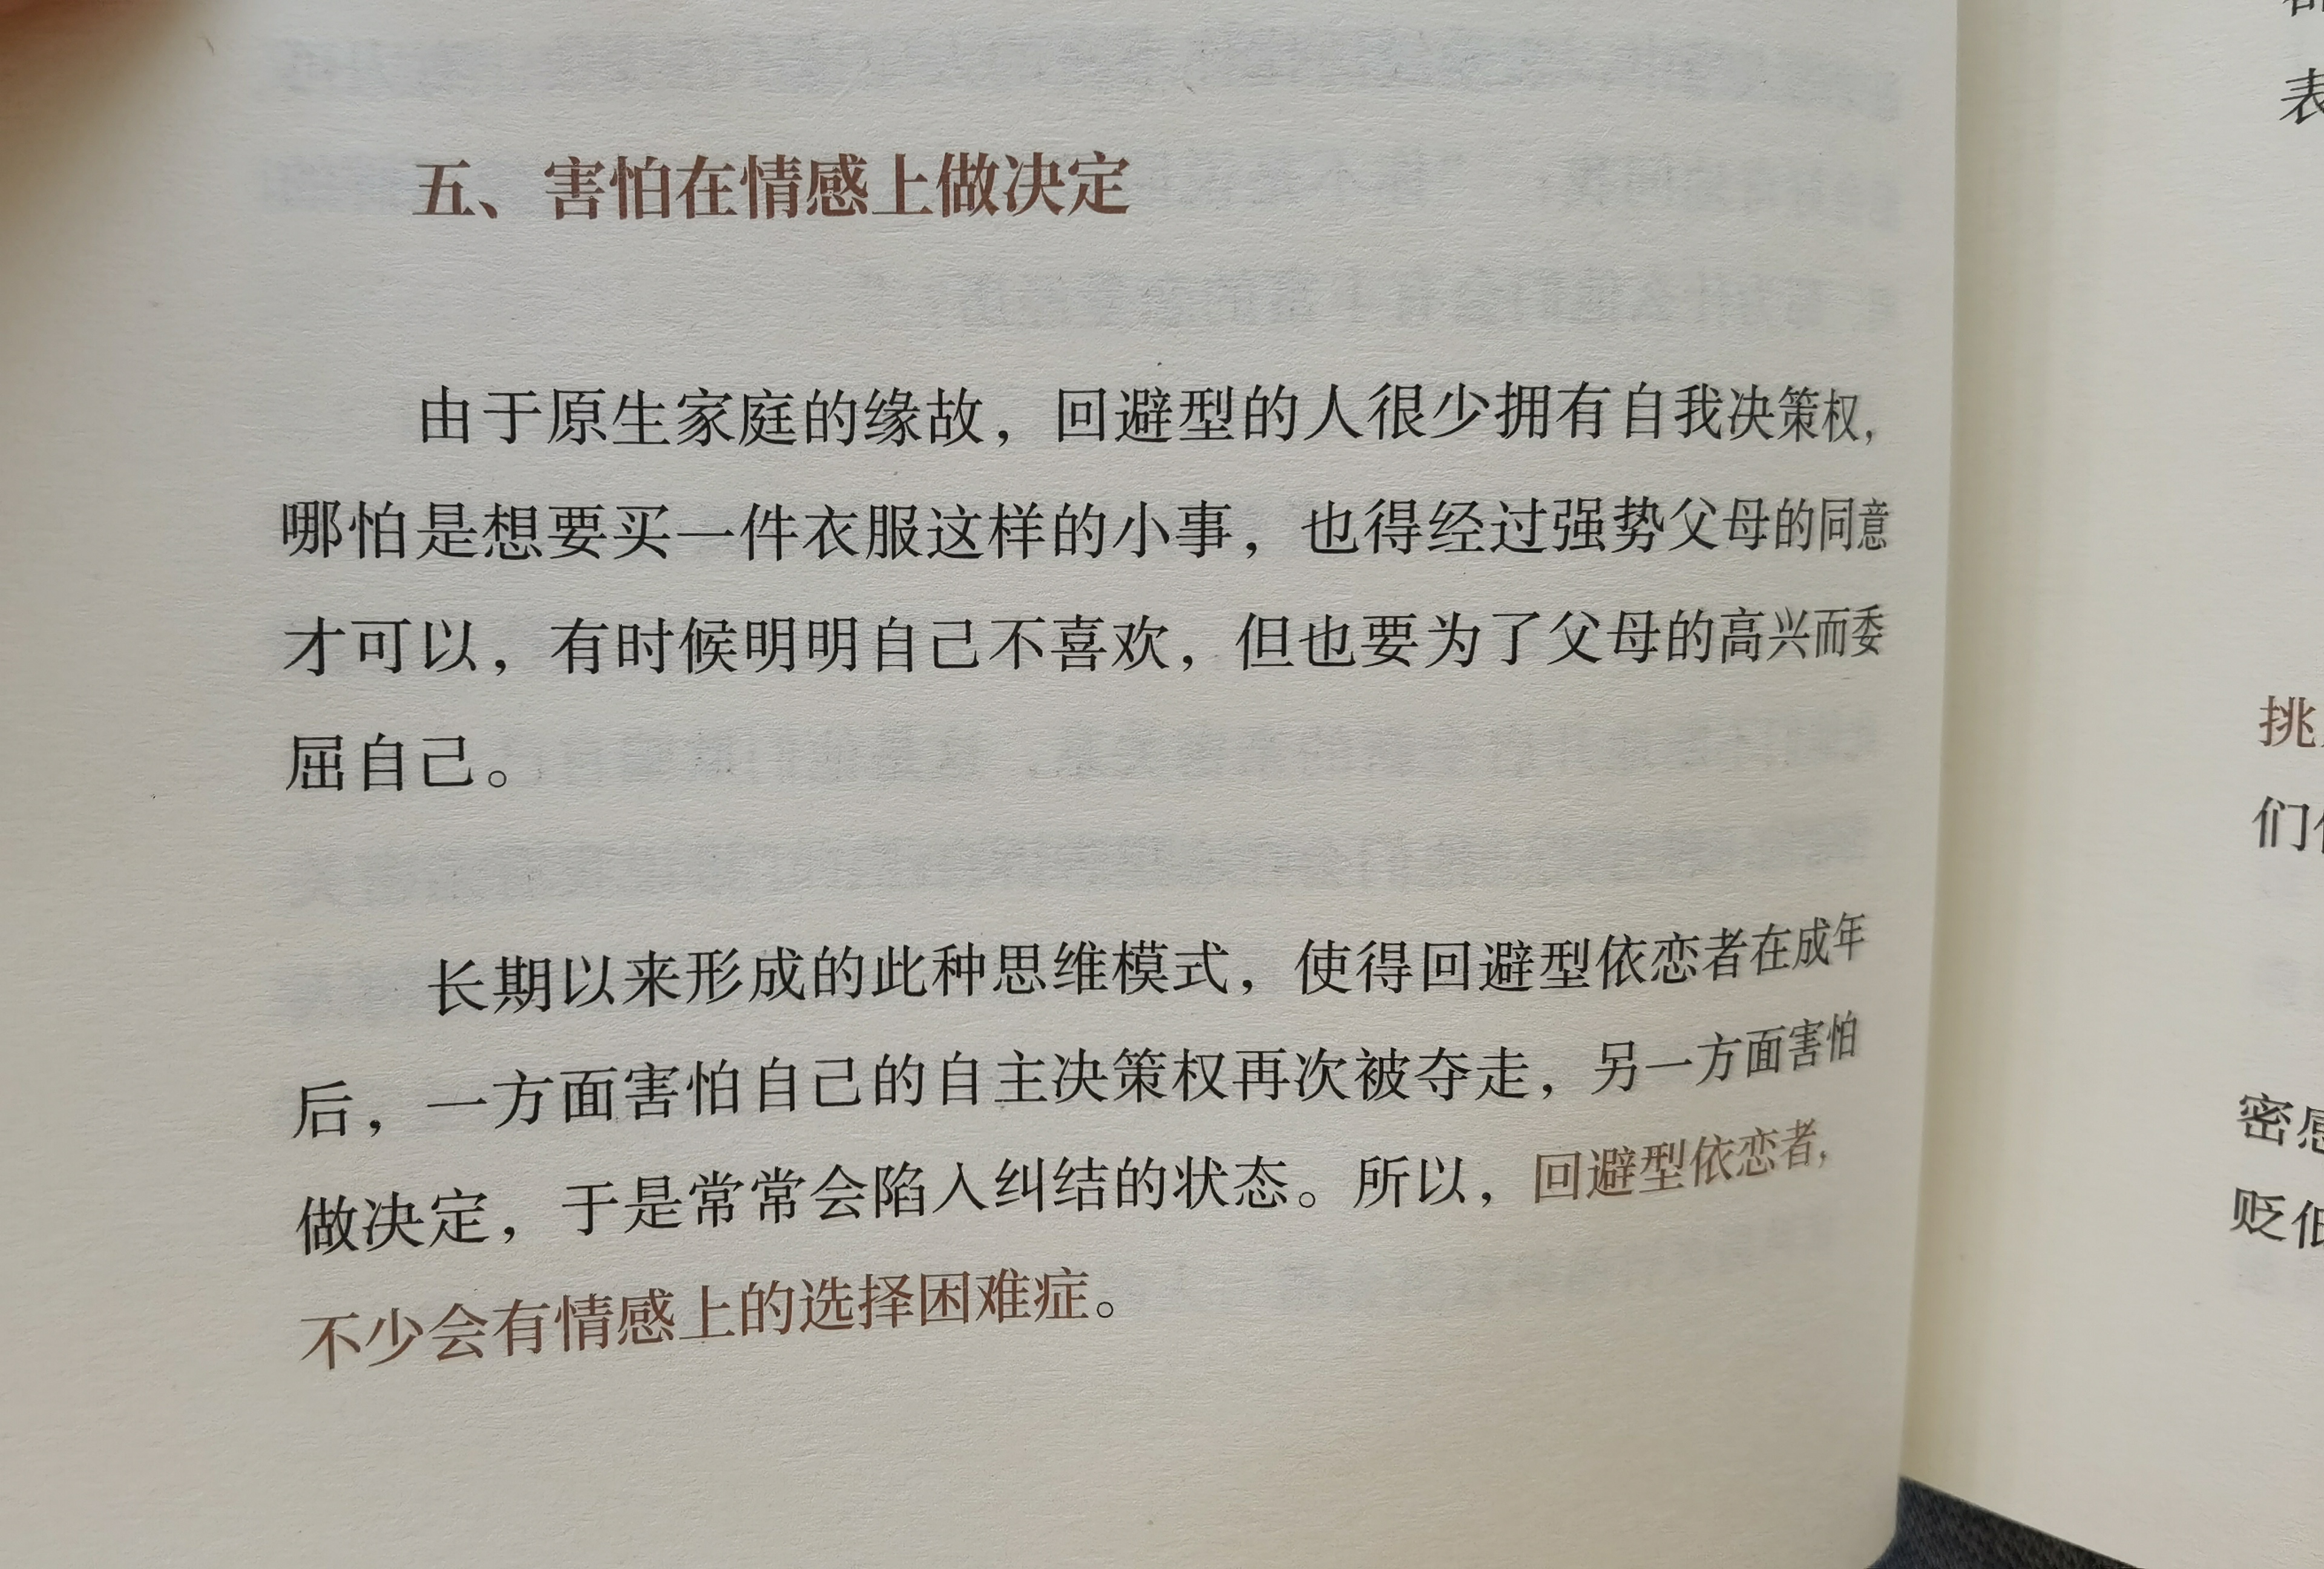 五、害怕在情感上做决定
由于原生家庭的缘故，回避型的人很少拥有自我决策权，
哪怕是想要买一件衣服这样的小事，也得经过强势父母的同意
才可以，有时候明明自己不喜欢，但也要为了父母的高兴而委
屈自己。
长期以来形成的此种思维模式，使得回避型依恋者在成年
后，一方面害怕自己的自主决策权再次被夺走，另一方面害怕
做决定，于是常常会陷入纠结的状态。所以，回避型依恋者，
不少会有情感上的选择困难症。
表
挑
们
密
贬